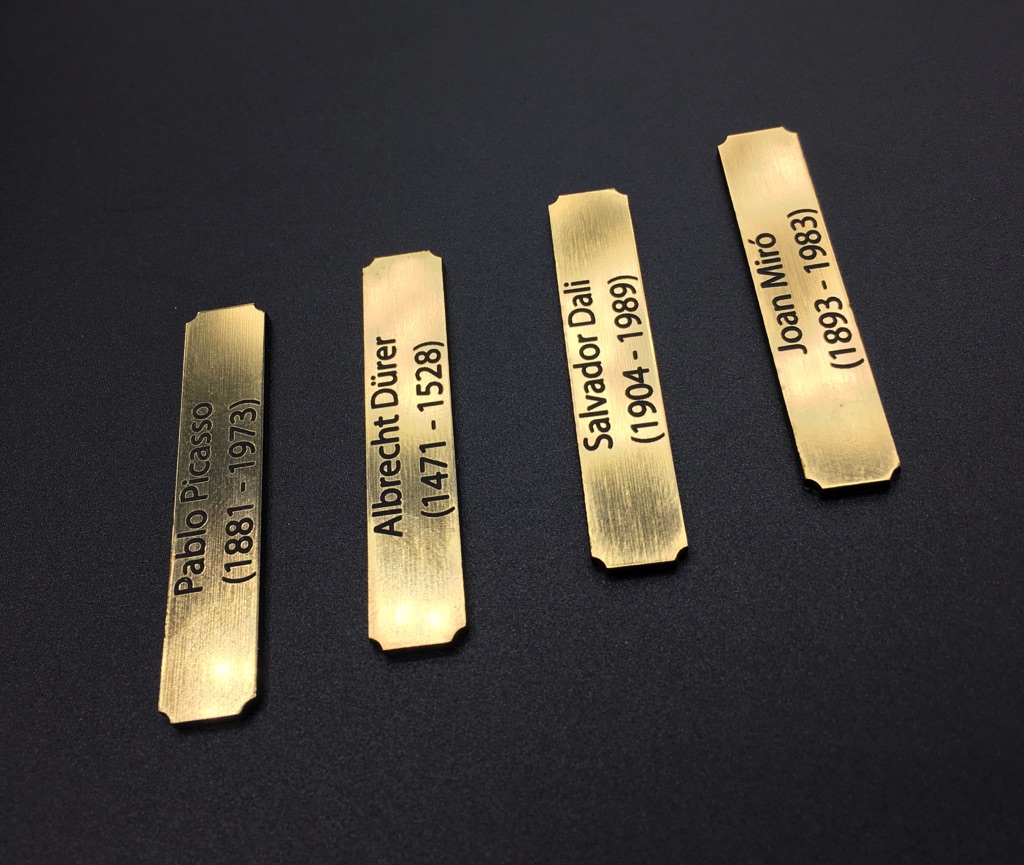 Pablo Picasso
(1881 - 1973)
Albrecht Dürer
(1471 - 1528)
Salvador Dali
(1904 - 1989)
Joan Miró
(1893 - 1983)